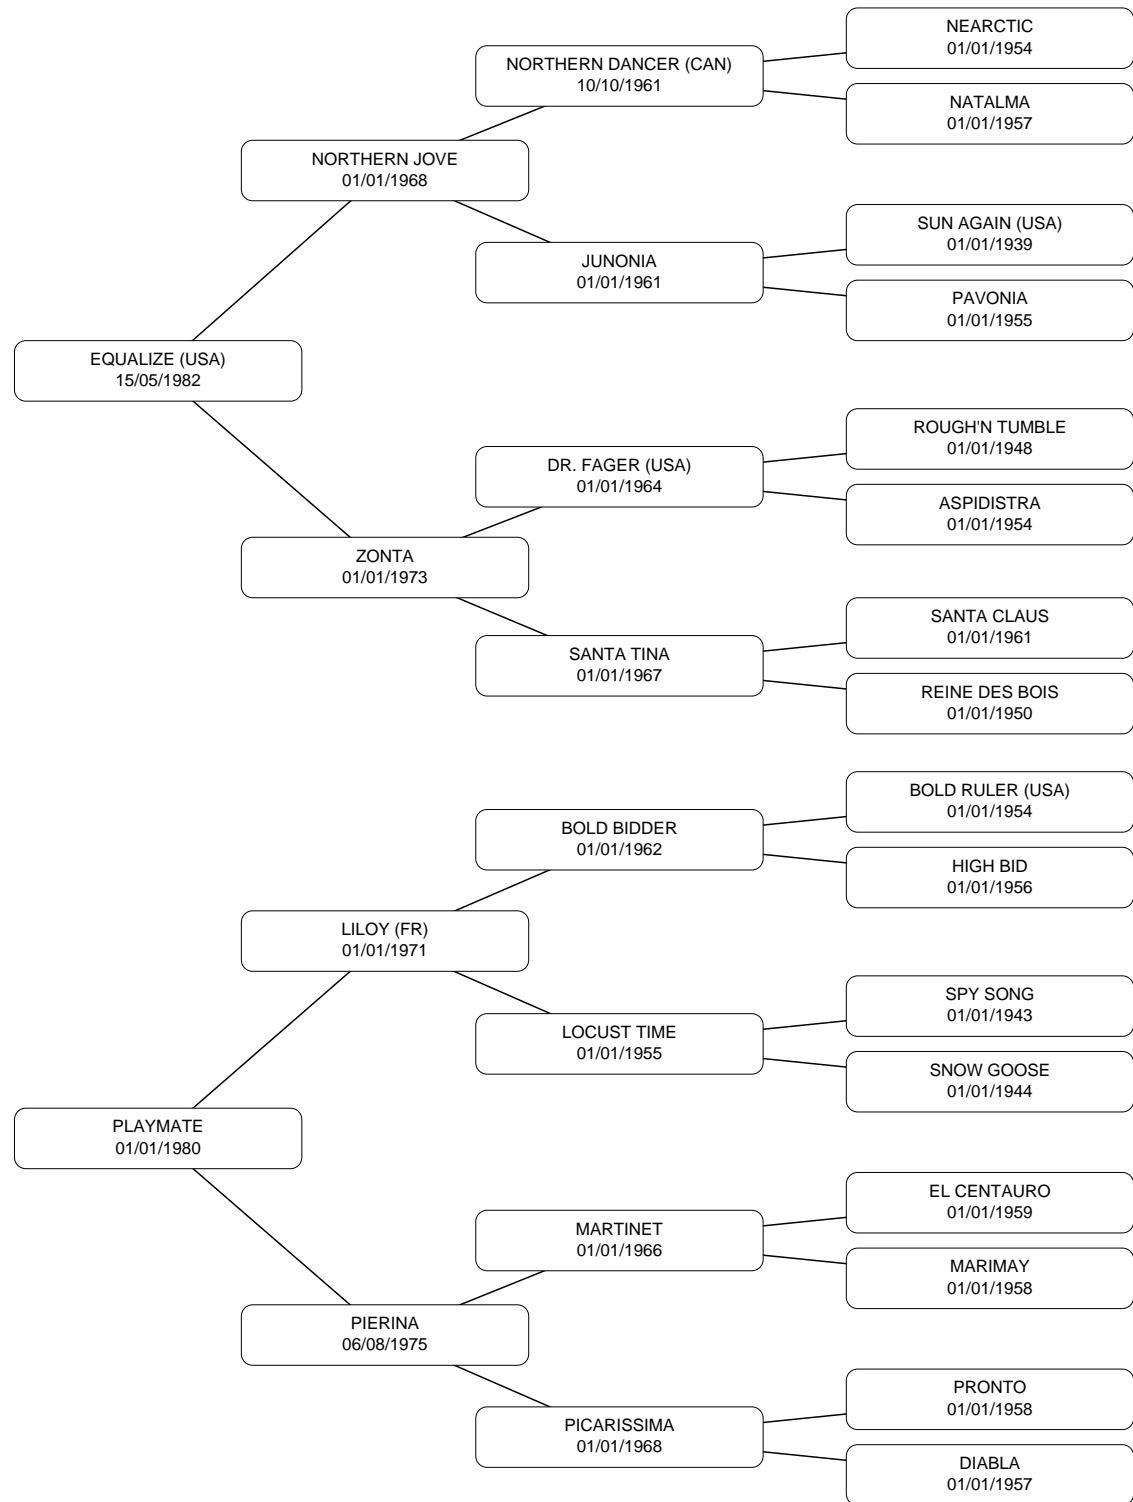 NEARCTIC
01/01/1954
NORTHERN DANCER (CAN)
10/10/1961
NATALMA
01/01/1957
NORTHERN JOVE
01/01/1968
SUN AGAIN (USA)
01/01/1939
JUNONIA
01/01/1961
PAVONIA
01/01/1955
EQUALIZE (USA)
15/05/1982
ROUGH'N TUMBLE
01/01/1948
DR. FAGER (USA)
01/01/1964
ASPIDISTRA
01/01/1954
ZONTA
01/01/1973
SANTA CLAUS
01/01/1961
SANTA TINA
01/01/1967
REINE DES BOIS
01/01/1950
BOLD RULER (USA)
01/01/1954
BOLD BIDDER
01/01/1962
HIGH BID
01/01/1956
LILOY (FR)
01/01/1971
SPY SONG
01/01/1943
LOCUST TIME
01/01/1955
SNOW GOOSE
01/01/1944
PLAYMATE
01/01/1980
EL CENTAURO
01/01/1959
MARTINET
01/01/1966
MARIMAY
01/01/1958
PIERINA
06/08/1975
PRONTO
01/01/1958
PICARISSIMA
01/01/1968
DIABLA
01/01/1957